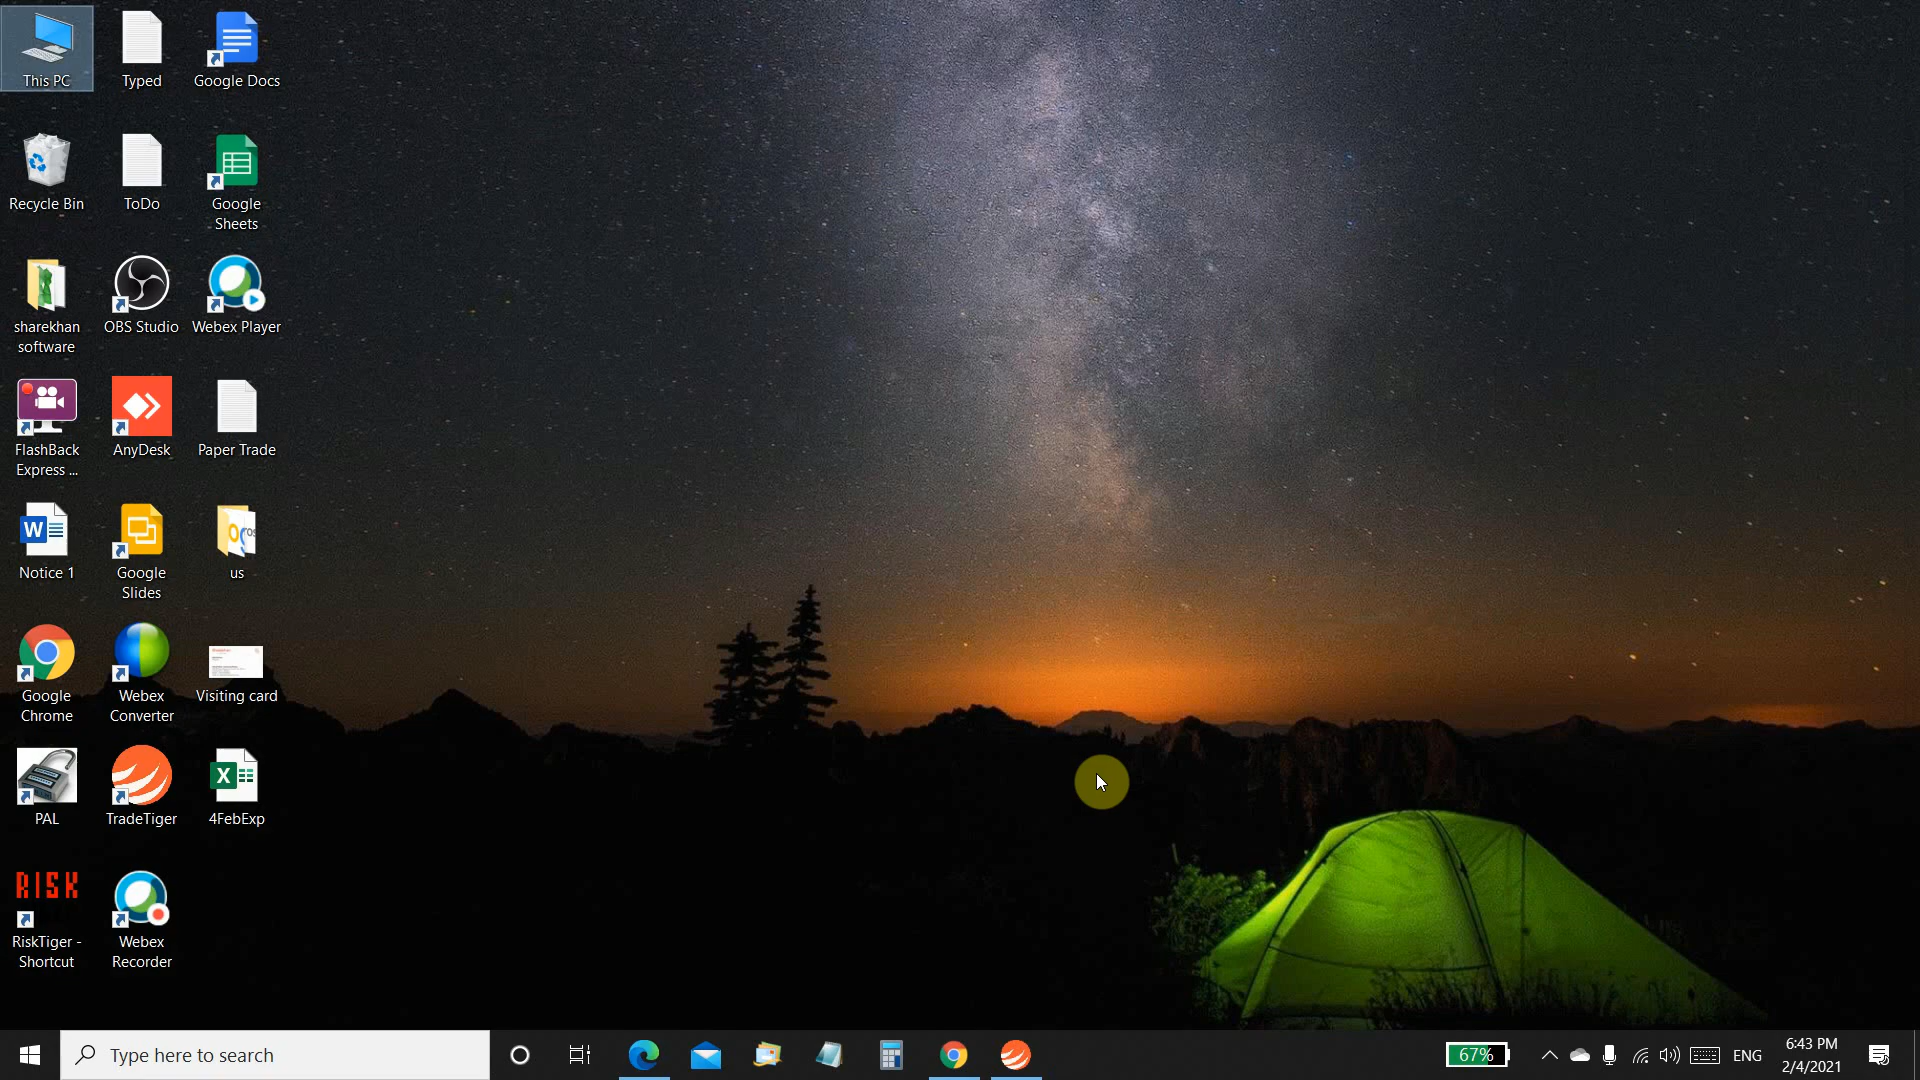 This PC
Typed
Google Docs
Recycle Bin
ToDo
Google
Sheets
sharekhan
software
OBS Studio
Webex Player
FlashBack
Express ...
AnyDesk
Paper Trade
Notice 1
Google
Slides
us
Google
Chrome
Webex
Converter
Visiting card
PAL
TradeTiger
4FebExp
RISK
RiskTiger -
Shortcut
Webex
Recorder
Type here to search
67%
ENG
6:43 PM
2/4/2021